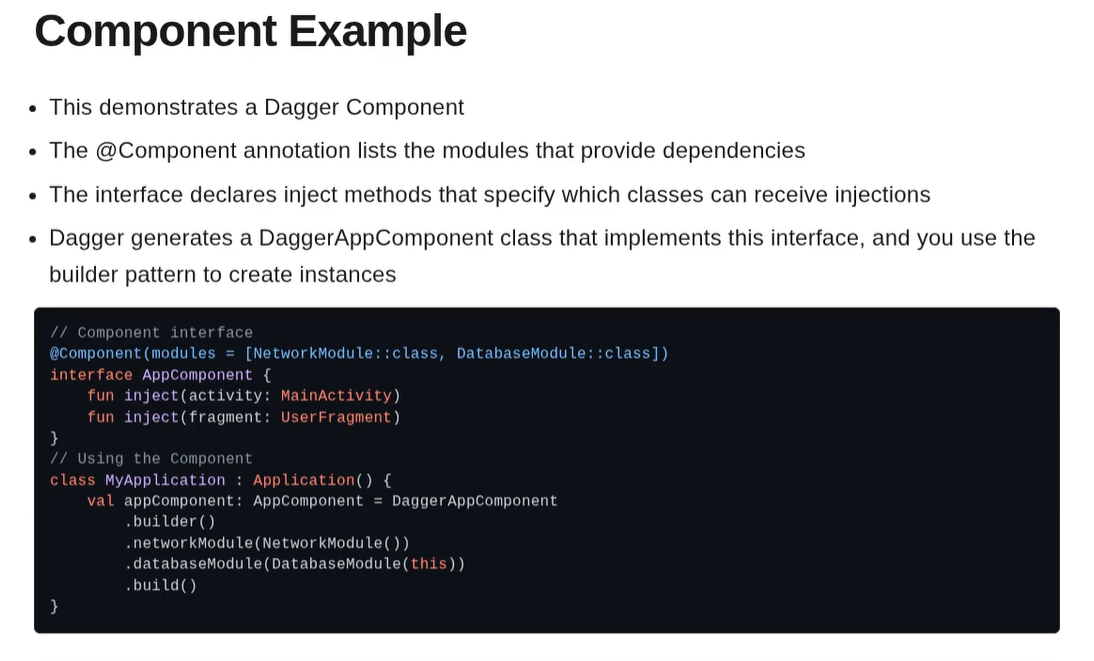 Component Example
• This demonstrates a Dagger Component
• The @Component annotation lists the modules that provide dependencies
• The interface declares inject methods that specify which classes can receive injections
• Dagger generates a DaggerAppComponent class that implements this interface, and you use the
builder pattern to create instances
// Component interface
@Component(modules = [NetworkModule::class, DatabaseModule::class])
interface AppComponent {
    fun inject(activity: MainActivity)
    fun inject(fragment: UserFragment)
}
// Using the Component
class MyApplication : Application() {
    val appComponent: AppComponent = DaggerAppComponent
        .builder()
        .networkModule(NetworkModule())
        .databaseModule(DatabaseModule(this))
        .build()
}